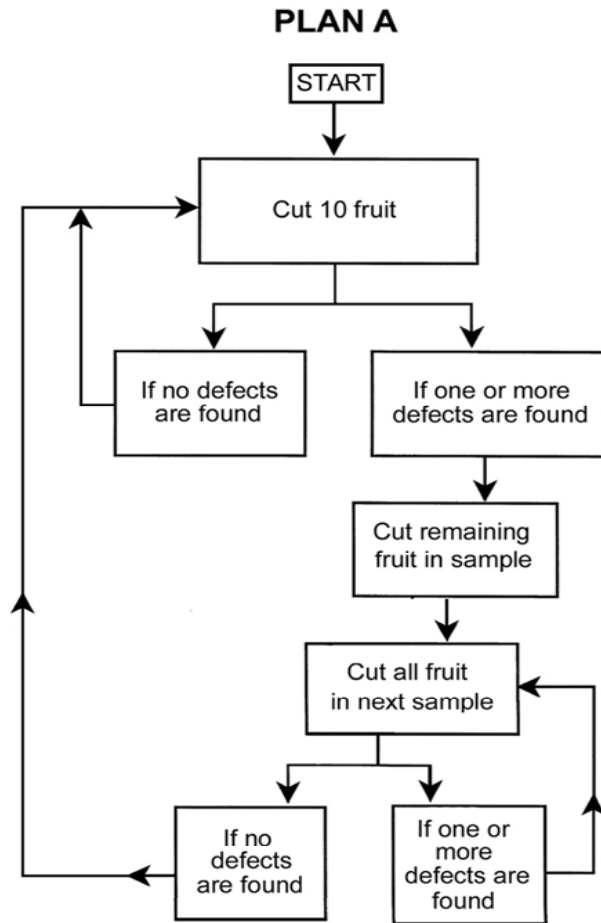 PLAN A
START
Cut 10 fruit
If no defects
are found
If one or more
defects are found
Cut remaining
fruit in sample
Cut all fruit
in next sample
If no
defects
are found
If one or
more
defects are
found